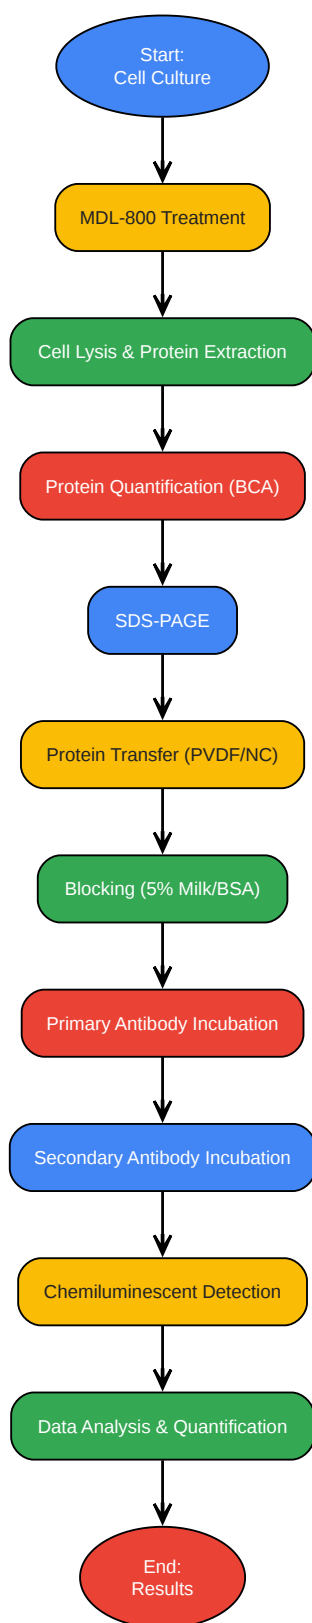 Start:
Cell Culture
MDL-800 Treatment
Cell Lysis & Protein Extraction
Protein Quantification (BCA)
SDS-PAGE
Protein Transfer (PVDF/NC)
Blocking (5% Milk/BSA)
Primary Antibody Incubation
Secondary Antibody Incubation
Chemiluminescent Detection
Data Analysis & Quantification
End:
Results